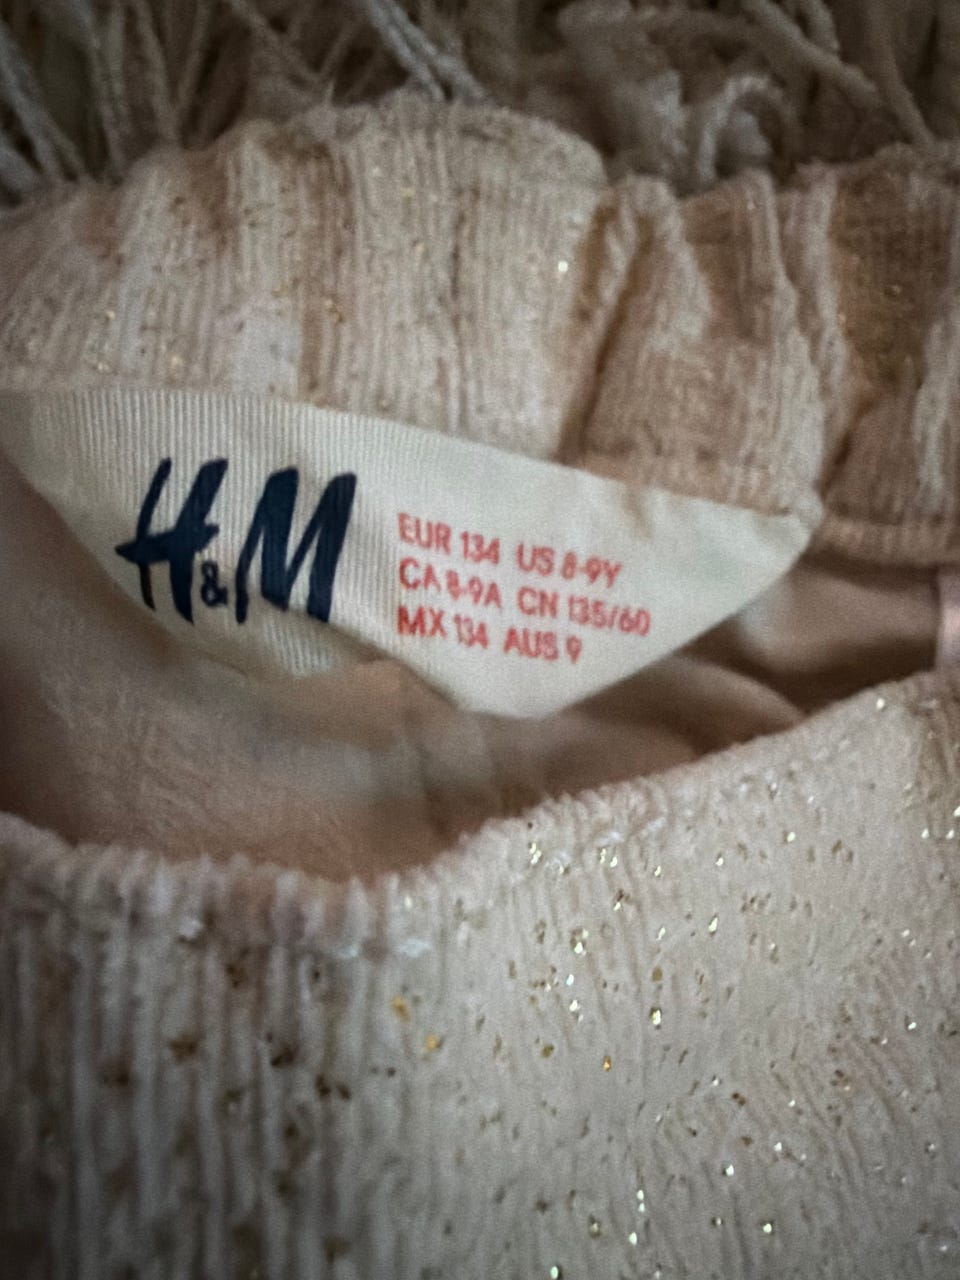 H&M
EUR 134 US 8-9Y
CA 8-9A CN 135/60
MX 134 AUS 9